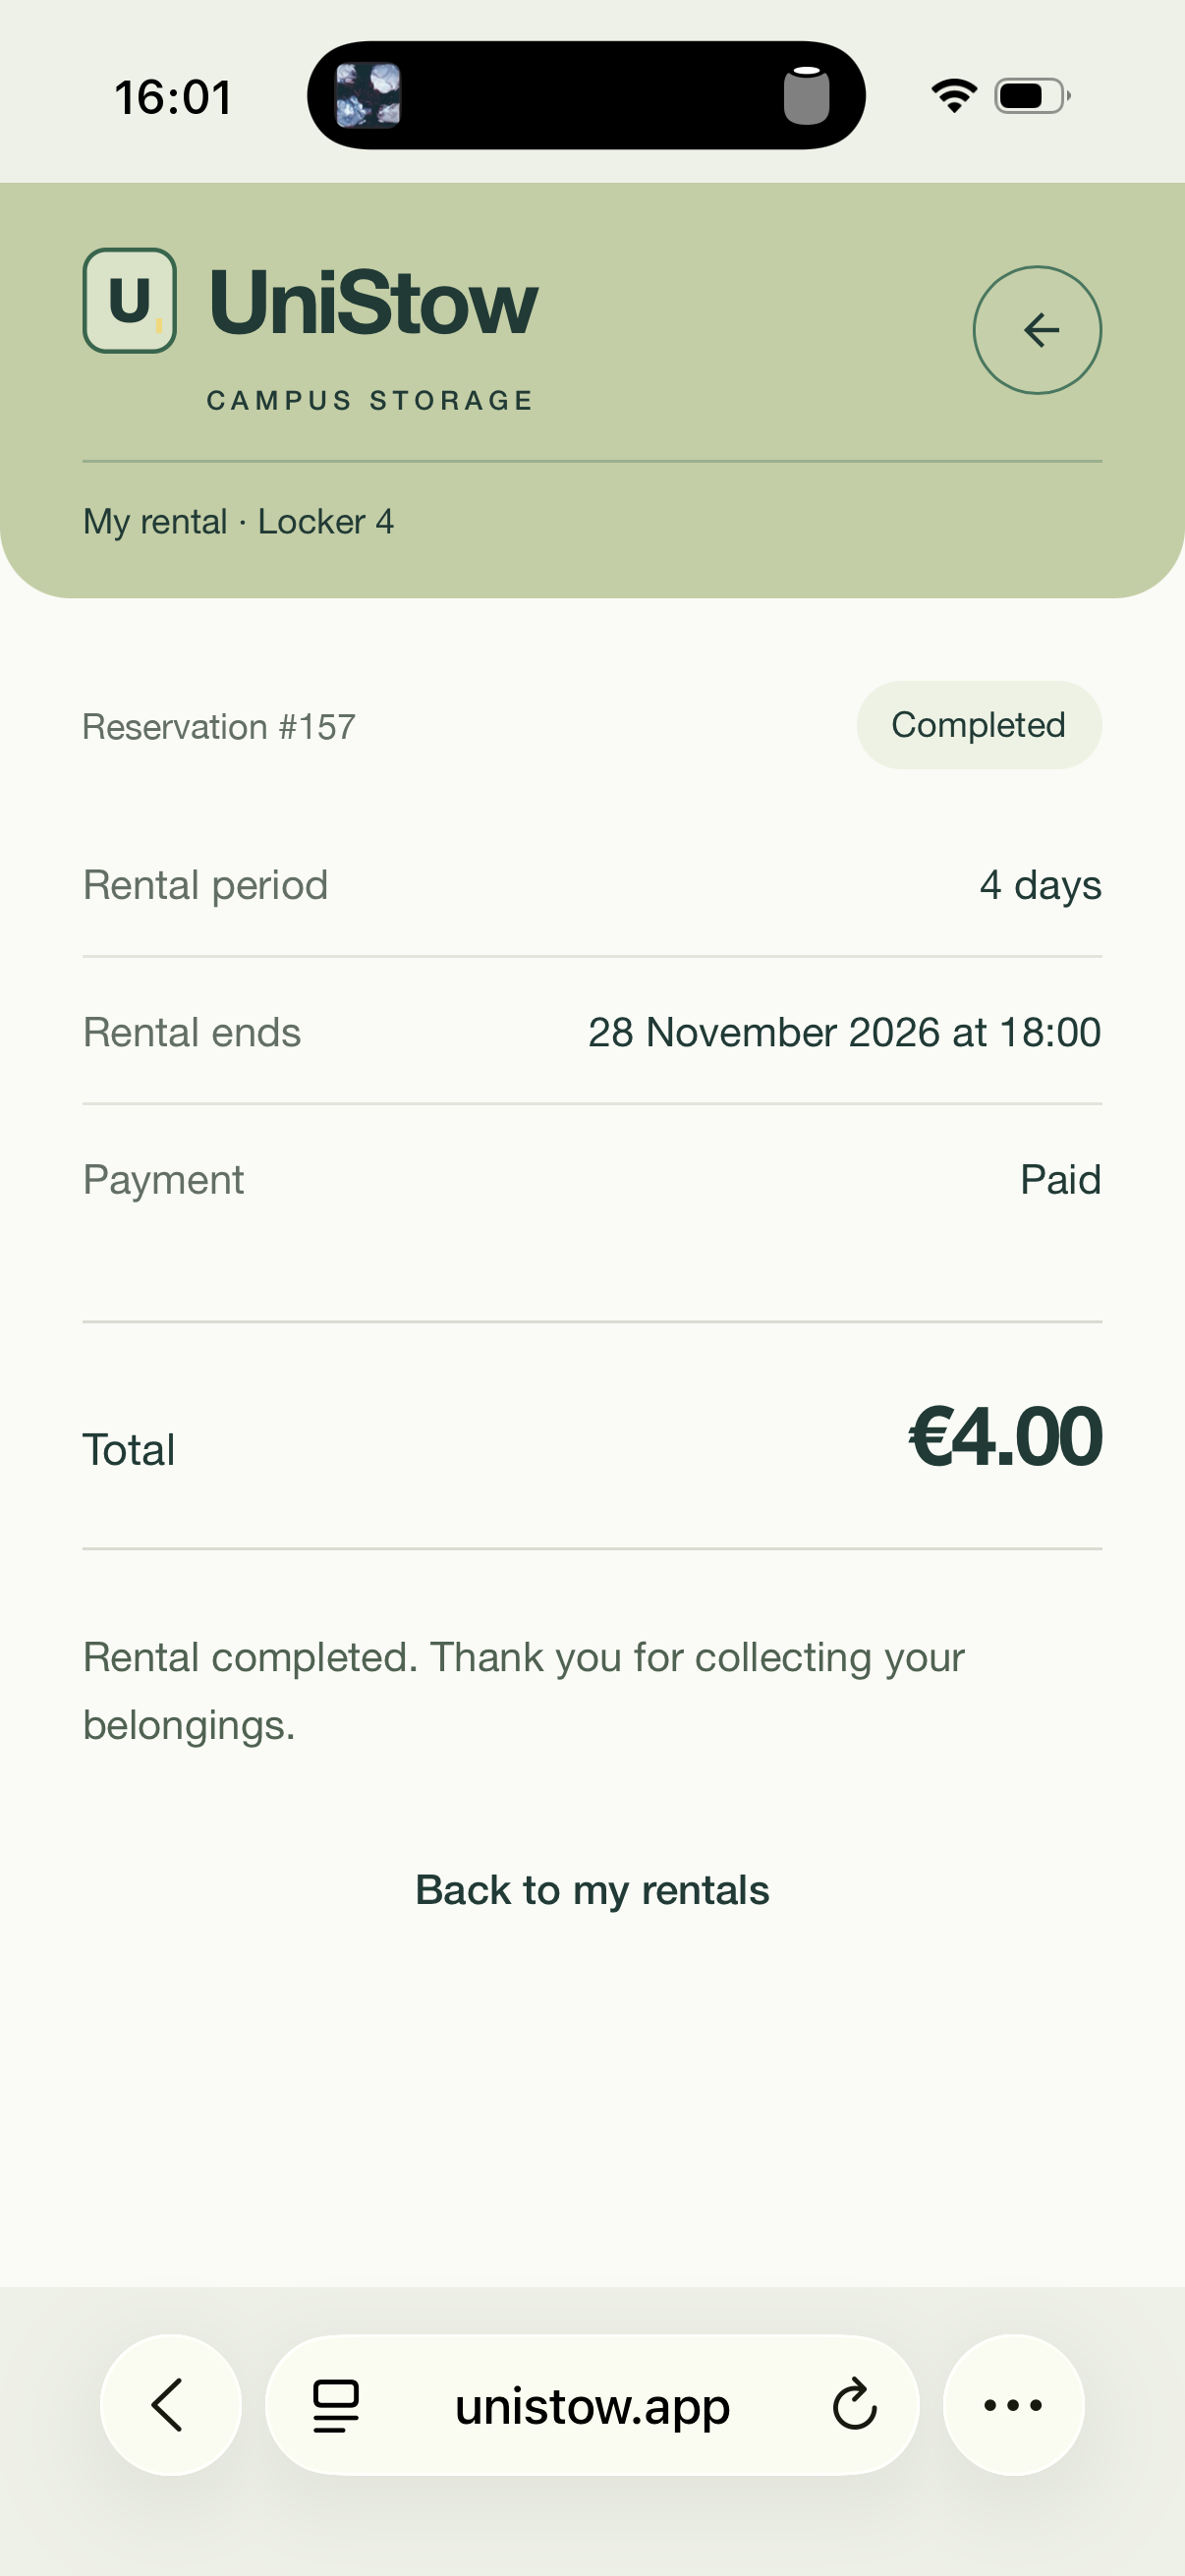 16:01
U
UniStow
CAMPUS STORAGE
My rental · Locker 4
Reservation #157
Completed
Rental period
4 days
Rental ends
28 November 2026 at 18:00
Payment
Paid
Total
€4.00
Rental completed. Thank you for collecting your
belongings.
Back to my rentals
unistow.app